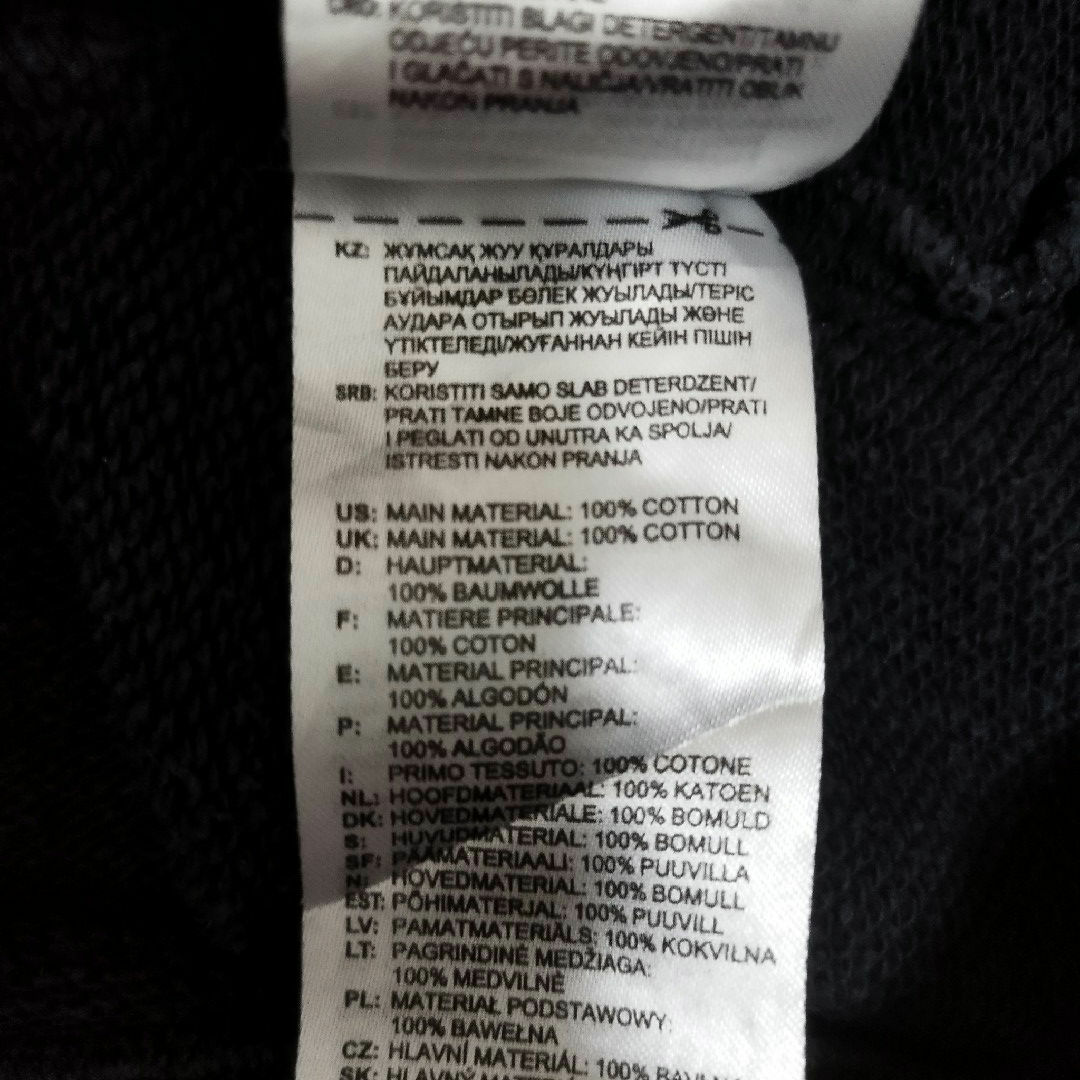 CRO: KORISTITI BLAGI DETERGENT/TAMNU
ODJEĆU PERITE ODOVJENO/PRATI
I GLAČATI S NALIČJA/VRATITI OBLIK
NAKON PRANJA
KZ: ЖҰМСАҚ ЖУУ ҚҰРАЛДАРЫ
ПАЙДАЛАНЫЛАДЫ/КҮҢГІРТ ТҮСТІ
БҰЙЫМДАР БӨЛЕК ЖУЫЛАДЫ/ТЕРІС
АУДАРА ОТЫРЫП ЖУЫЛАДЫ ЖӘНЕ
ҮТІКТЕЛЕДІ/ЖУҒАННАН КЕЙІН ПІШІН
БЕРУ
SRB: KORISTITI SAMO SLAB DETERDZENT/
PRATI TAMNE BOJE ODVOJENO/PRATI
I PEGLATI OD UNUTRA KA SPOLJA/
ISTRESTI NAKON PRANJA
US: MAIN MATERIAL: 100% COTTON
UK: MAIN MATERIAL: 100% COTTON
D: HAUPTMATERIAL:
100% BAUMWOLLE
F: MATIERE PRINCIPALE:
100% COTON
E: MATERIAL PRINCIPAL:
100% ALGODÓN
P: MATERIAL PRINCIPAL:
100% ALGODÃO
I: PRIMO TESSUTO: 100% COTONE
NL: HOOFDMATERIAAL: 100% KATOEN
DK: HOVEDMATERIALE: 100% BOMULD
S: HUVUDMATERIAL: 100% BOMULL
SF: PÄÄMATERIAALI: 100% PUUVILLA
N: HOVEDMATERIAL: 100% BOMULL
EST: PÕHIMATERJAL: 100% PUUVILL
LV: PAMATMATERIĀLS: 100% KOKVILNA
LT: PAGRINDINĖ MEDŽIAGA:
100% MEDVILNĖ
PL: MATERIAŁ PODSTAWOWY:
100% BAWEŁNA
CZ: HLAVNÍ MATERIÁL: 100%
SK: HLAVNÝ